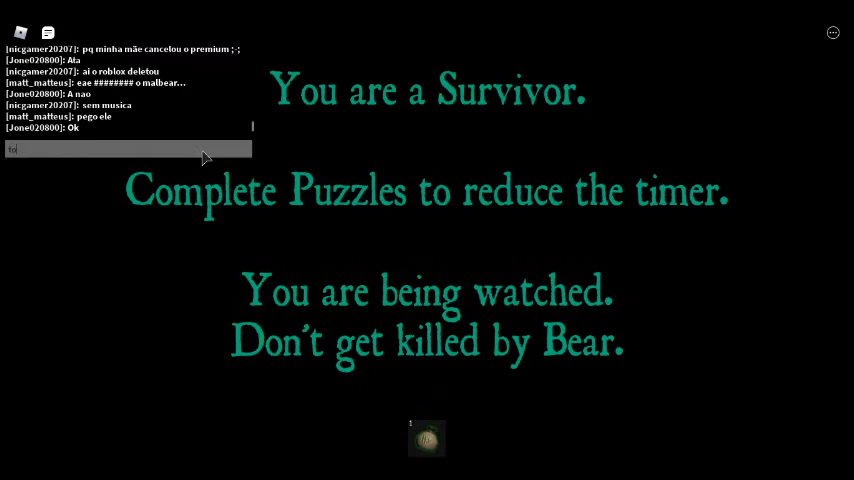 [nicgamer20207]: pq minha mãe cancelou o premium ;-;
[Jone020800]: Ata
[nicgamer20207]: ai o roblox deletou
[matt_matteus]: eae ######## o malbear...
[Jone020800]: A nao
[nicgamer20207]: sem musica
[matt_matteus]: pego ele
[Jone020800]: Ok
to
You are a Survivor.
Complete Puzzles to reduce the timer.
You are being watched.
Don't get killed by Bear.
1